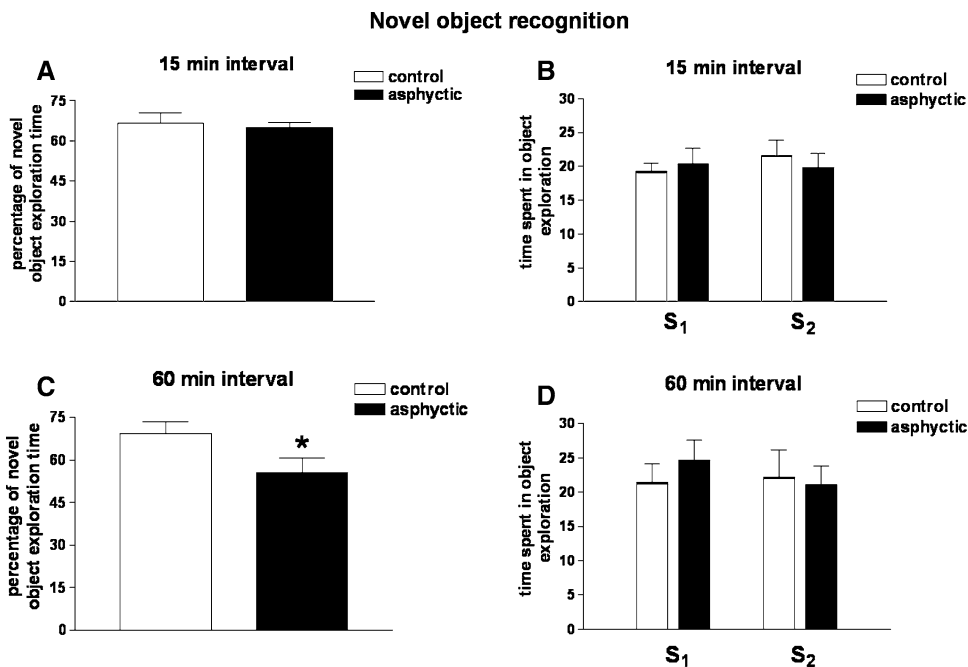 Novel object recognition
A
15 min interval
control
asphyctic
percentage of novel
object exploration time
75
60
45
30
15
0
B
15 min interval
control
asphyctic
time spent in object
exploration
30
25
20
15
10
5
0
S1
S2
C
60 min interval
control
asphyctic
percentage of novel
object exploration time
75
60
45
30
15
0
*
D
60 min interval
control
asphyctic
time spent in object
exploration
30
25
20
15
10
5
0
S1
S2